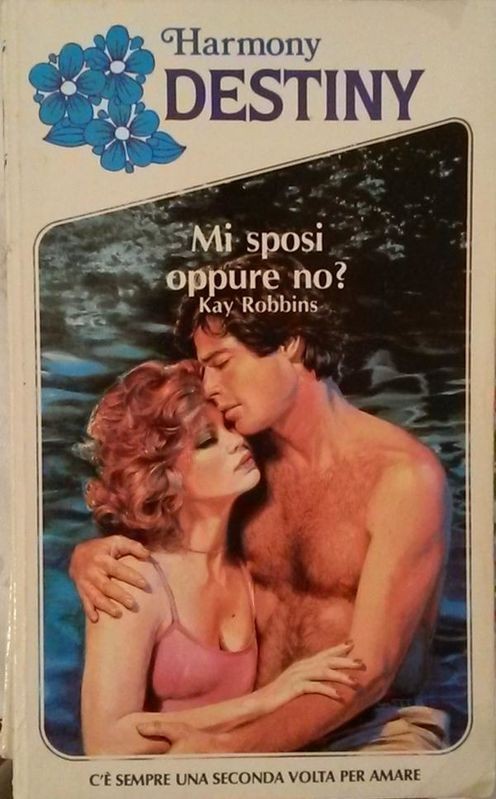 Harmony
DESTINY
Mi sposi
oppure no?
Kay Robbins
C'È SEMPRE UNA SECONDA VOLTA PER AMARE